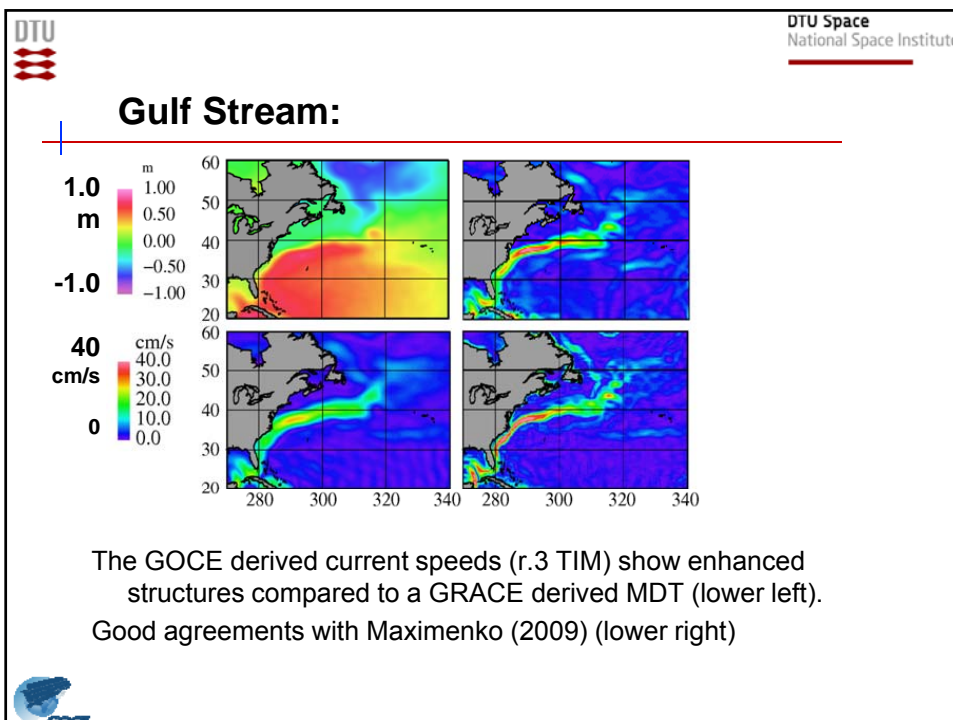 DTU
DTU Space
National Space Institute
Gulf Stream:
1.0
m
-1.0
m
1.00
0.50
0.00
−0.50
−1.00
60
50
40
30
20
40
cm/s
0
cm/s
40.0
30.0
20.0
10.0
0.0
60
50
40
30
20
280 300 320 340 280 300 320 340
The GOCE derived current speeds (r.3 TIM) show enhanced
structures compared to a GRACE derived MDT (lower left).
Good agreements with Maximenko (2009) (lower right)